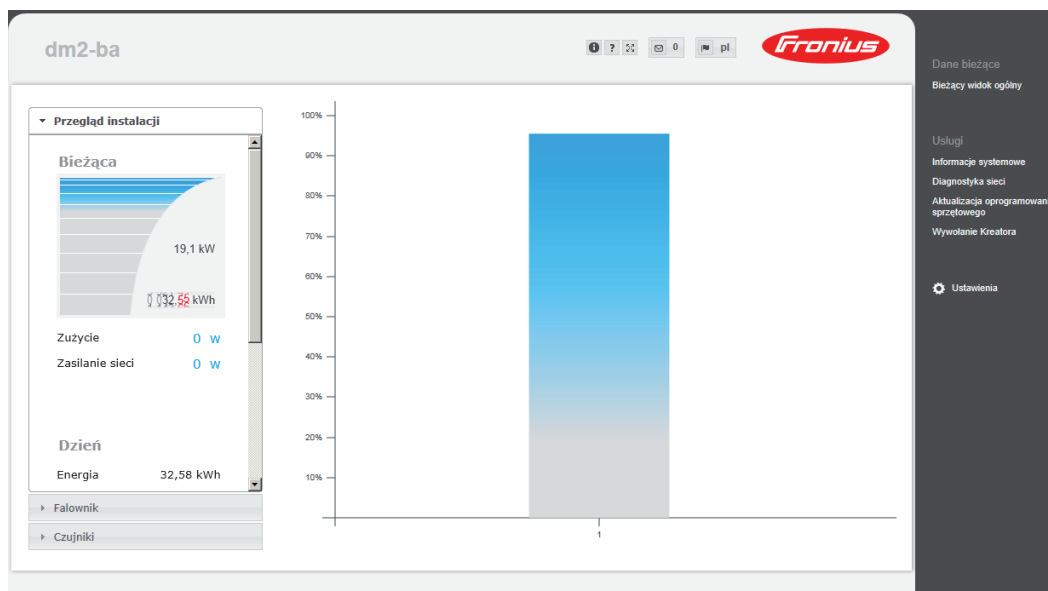 dm2-ba
0
pl
Fronius
Przegląd instalacji
Bieżąca
19,1 kW
kWh
Zużycie 0 W
Zasilanie sieci 0 W
Dzień
Energia 32,58 kWh
Falownik
Czujniki
100%
90%
80%
70%
60%
50%
40%
30%
20%
10%
1
Dane bieżące
Bieżący widok ogólny
Usługi
Informacje systemowe
Diagnostyka sieci
Aktualizacja oprogramowan
sprzętowego
Wywołanie Kreatora
Ustawienia